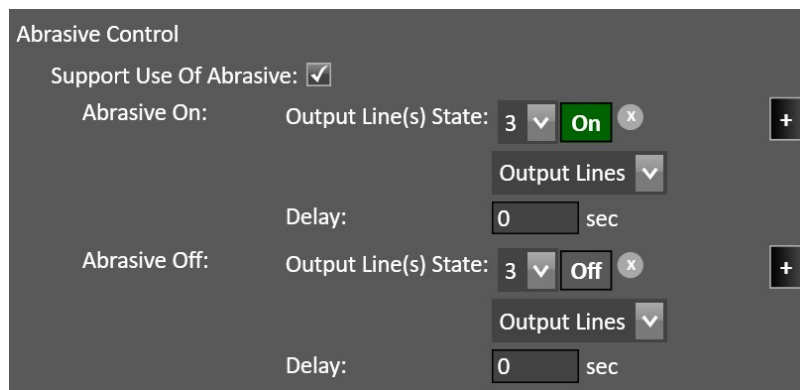 Abrasive Control
Support Use Of Abrasive:
Abrasive On: Output Line(s) State: 3 On x +
Output Lines
Delay: 0 sec
Abrasive Off: Output Line(s) State: 3 Off x +
Output Lines
Delay: 0 sec